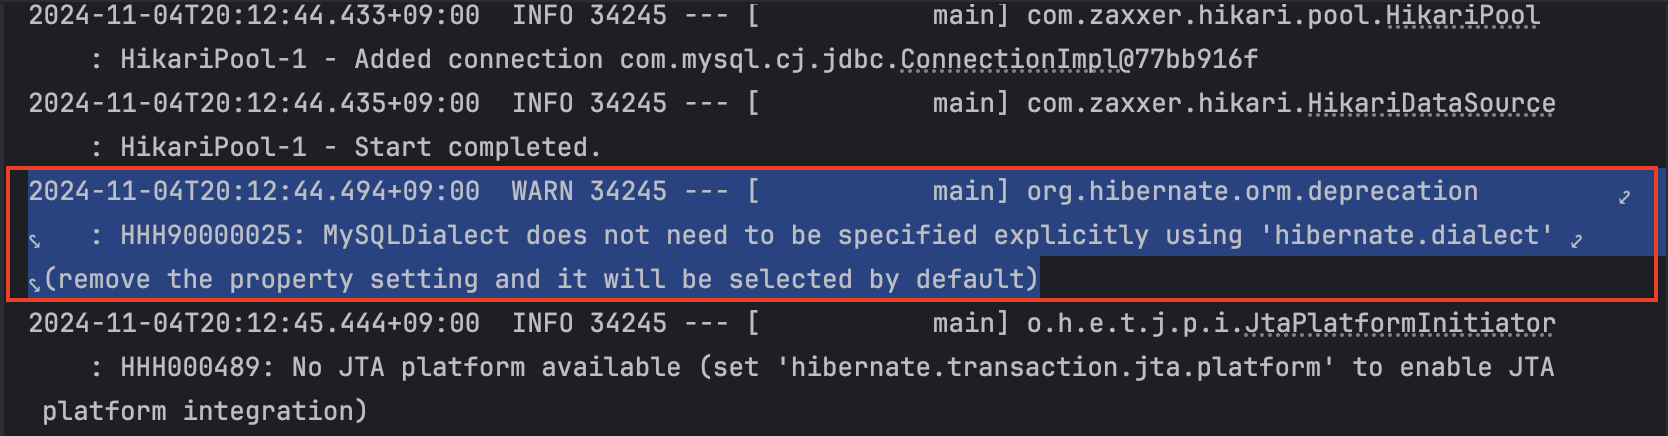 2024-11-04T20:12:44.433+09:00  INFO 34245 --- [           main] com.zaxxer.hikari.pool.HikariPool
    : HikariPool-1 - Added connection com.mysql.cj.jdbc.ConnectionImpl@77bb916f
2024-11-04T20:12:44.435+09:00  INFO 34245 --- [           main] com.zaxxer.hikari.HikariDataSource
    : HikariPool-1 - Start completed.
2024-11-04T20:12:44.494+09:00  WARN 34245 --- [           main] org.hibernate.orm.deprecation
    : HHH90000025: MySQLDialect does not need to be specified explicitly using 'hibernate.dialect'
(remove the property setting and it will be selected by default)
2024-11-04T20:12:45.444+09:00  INFO 34245 --- [           main] o.h.e.t.j.p.i.JtaPlatformInitiator
    : HHH000489: No JTA platform available (set 'hibernate.transaction.jta.platform' to enable JTA
platform integration)